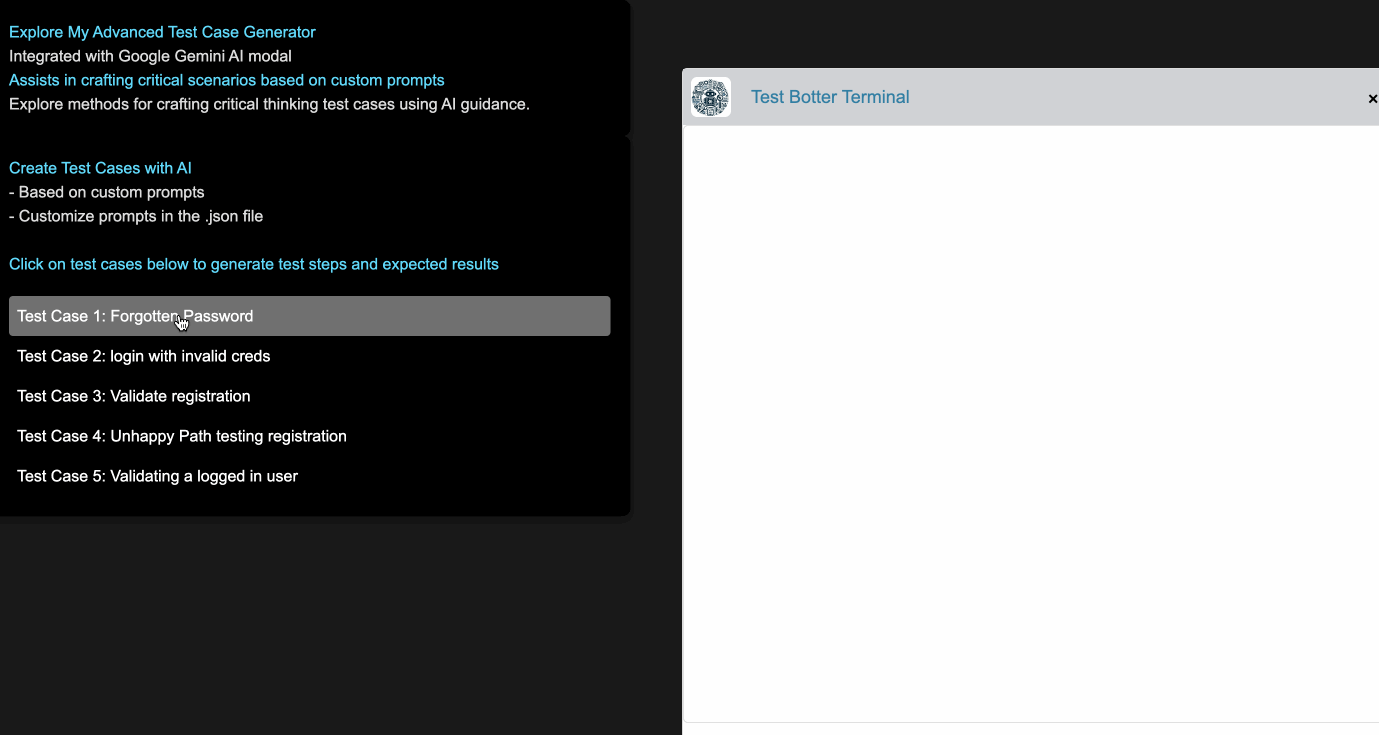 Explore My Advanced Test Case Generator
Integrated with Google Gemini AI modal
Assists in crafting critical scenarios based on custom prompts
Explore methods for crafting critical thinking test cases using AI guidance.
Create Test Cases with AI
- Based on custom prompts
- Customize prompts in the .json file
Click on test cases below to generate test steps and expected results
Test Case 1: Forgotten Password
Test Case 2: login with invalid creds
Test Case 3: Validate registration
Test Case 4: Unhappy Path testing registration
Test Case 5: Validating a logged in user
Test Botter Terminal
×